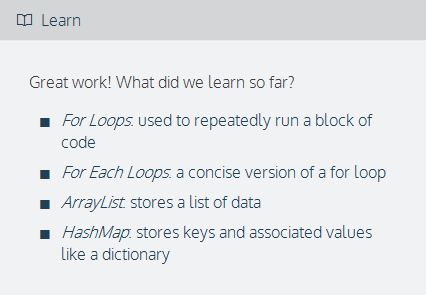 Learn
Great work! What did we learn so far?
For Loops: used to repeatedly run a block of
code
For Each Loops: a concise version of a for loop
ArrayList: stores a list of data
HashMap: stores keys and associated values
like a dictionary